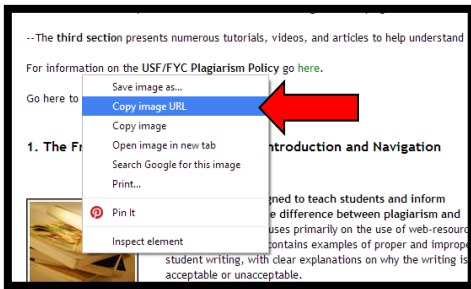 --The third section presents numerous tutorials, videos, and articles to help understand
For information on the USF/FYC Plagiarism Policy go here.
Go here to
Save image as...
Copy image URL
Copy image
Open image in new tab
Search Google for this image
Print...
Pin It
Inspect element
1. The Fr
ntroduction and Navigation
gned to teach students and inform
e difference between plagiarism and
uses primarily on the use of web-resourc
contains examples of proper and imprope
student writing, with clear explanations on why the writing is
acceptable or unacceptable.